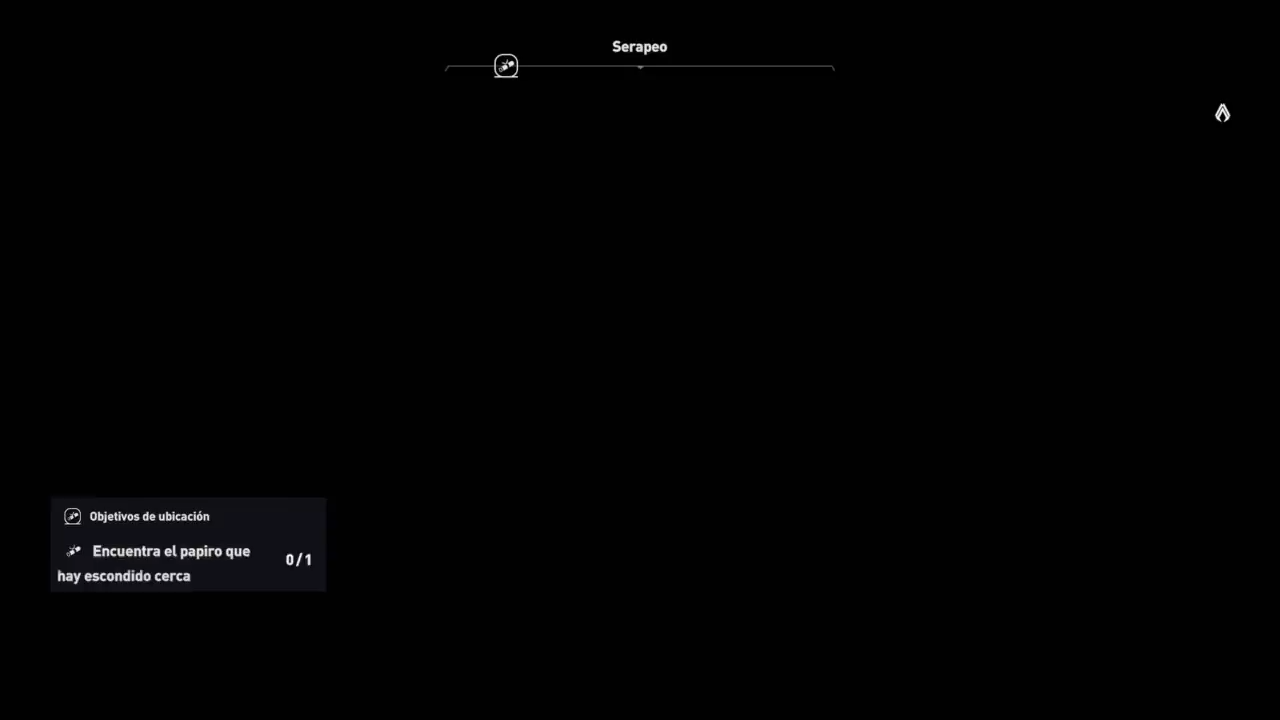 Serapeo
Objetivos de ubicación
Encuentra el papiro que
hay escondido cerca
0/1